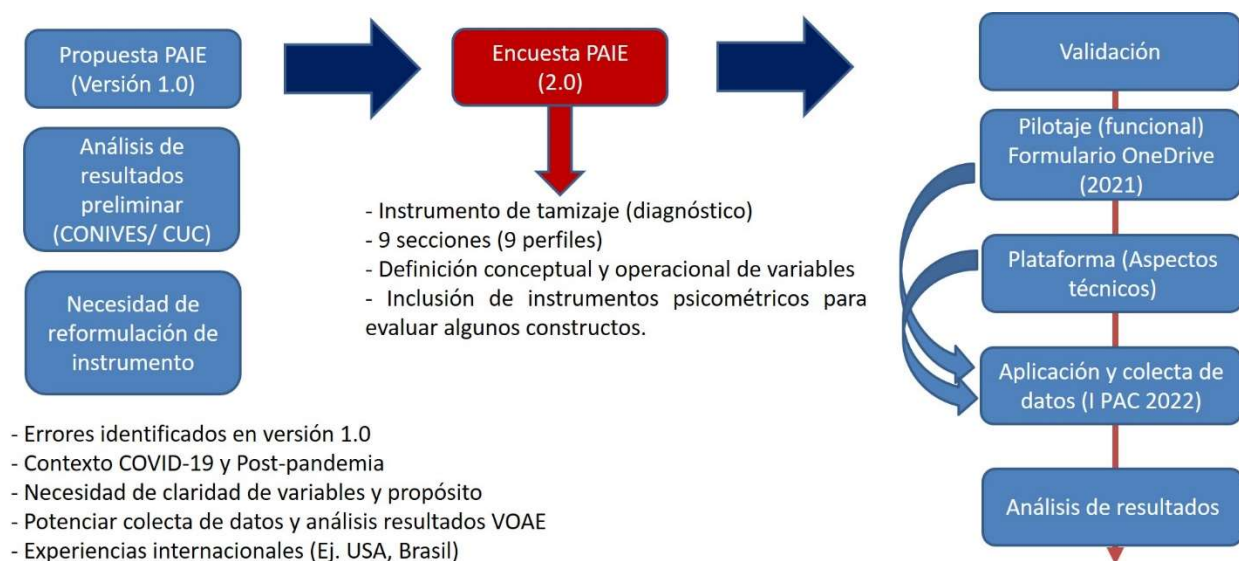 Propuesta PAIE
(Versión 1.0)
Análisis de
resultados
preliminar
(CONIVES/ CUC)
Necesidad de
reformulación de
instrumento
- Errores identificados en versión 1.0
- Contexto COVID-19 y Post-pandemia
- Necesidad de claridad de variables y propósito
- Potenciar colecta de datos y análisis resultados VOAE
- Experiencias internacionales (Ej. USA, Brasil)
Encuesta PAIE
(2.0)
- Instrumento de tamizaje (diagnóstico)
- 9 secciones (9 perfiles)
- Definición conceptual y operacional de variables
- Inclusión de instrumentos psicométricos para
evaluar algunos constructos.
Validación
Pilotaje (funcional)
Formulario OneDrive
(2021)
Plataforma (Aspectos
técnicos)
Aplicación y colecta de
datos (I PAC 2022)
Análisis de resultados